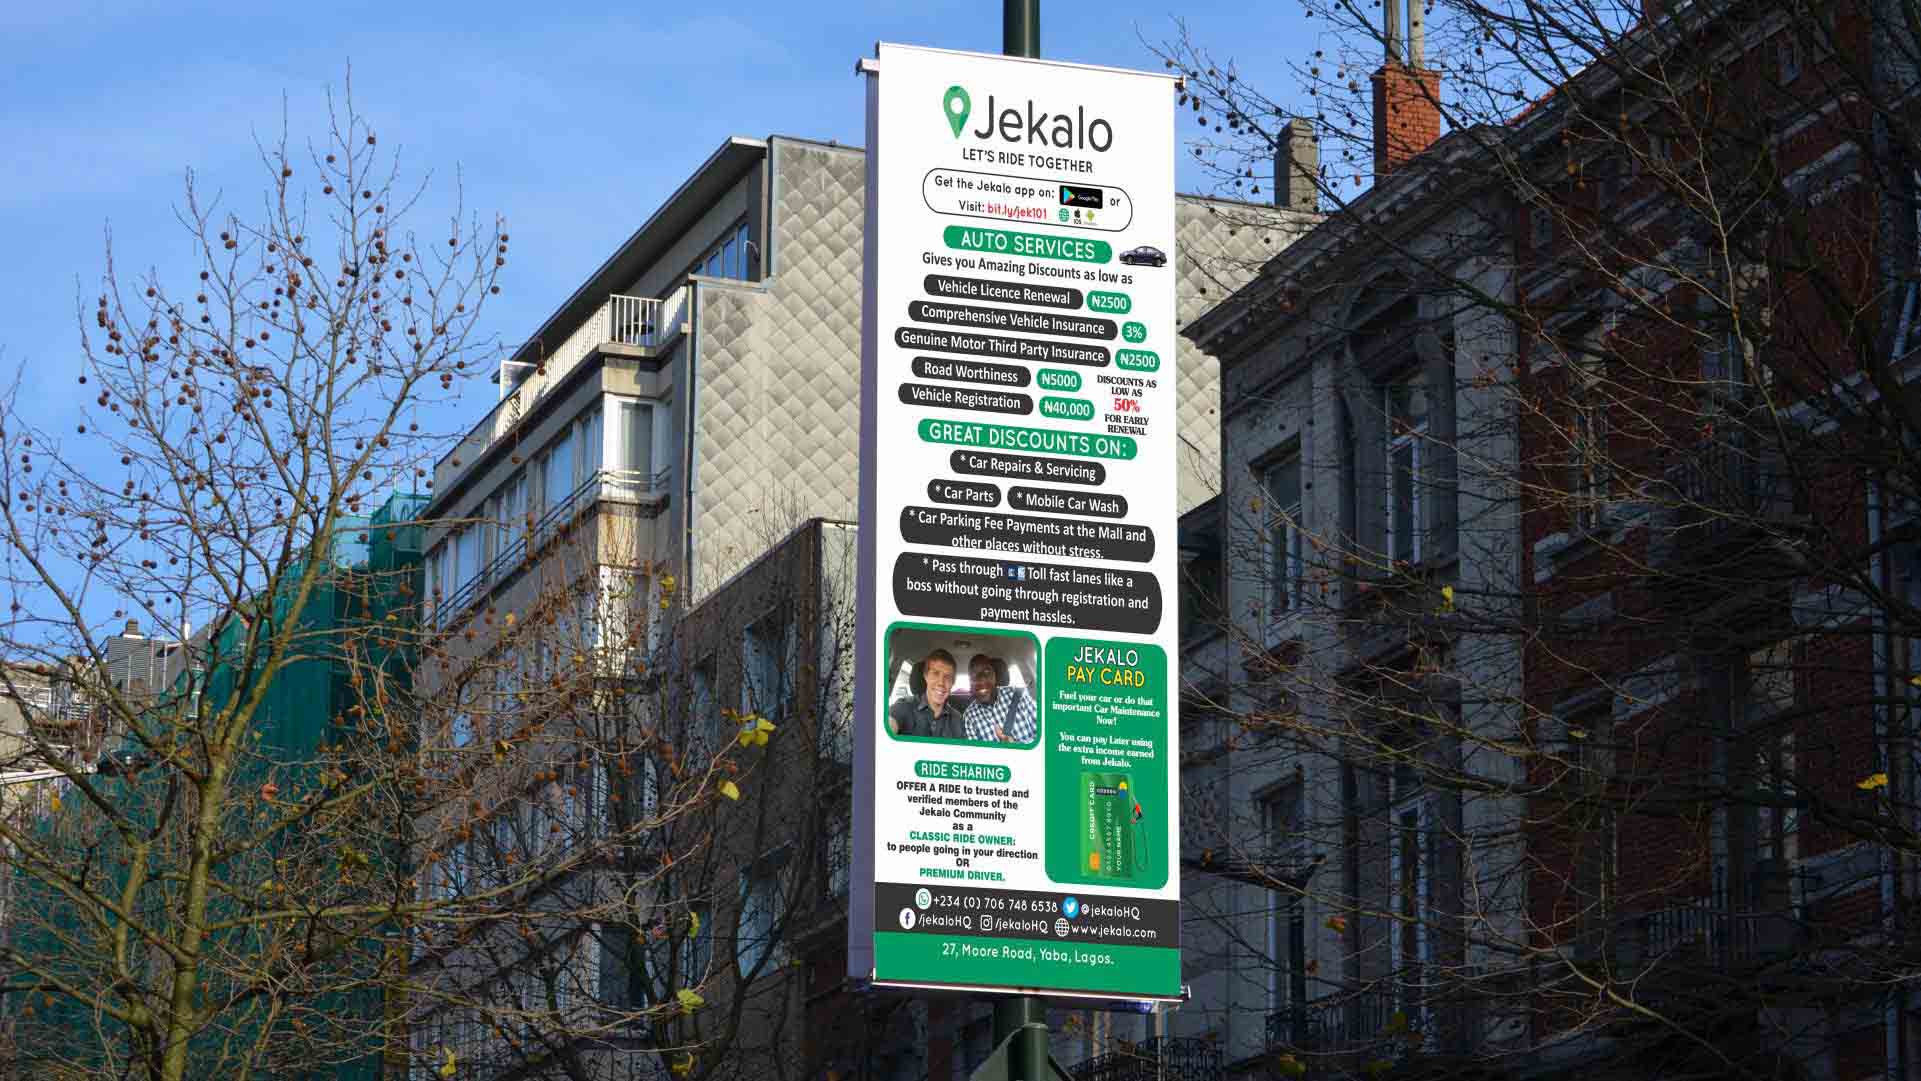 Jekalo
LET'S RIDE TOGETHER
Get the Jekalo app on: Google Play or
Visit: bit.ly/jek101 iOS
AUTO SERVICES
Gives you Amazing Discounts as low as
Vehicle Licence Renewal ₦2500
Comprehensive Vehicle Insurance 3%
Genuine Motor Third Party Insurance ₦2500
Road Worthiness ₦5000
Vehicle Registration ₦40,000
DISCOUNTS AS
LOW AS
50%
FOR EARLY
RENEWAL
GREAT DISCOUNTS ON:
* Car Repairs & Servicing
* Car Parts * Mobile Car Wash
* Car Parking Fee Payments at the Mall and
other places without stress.
* Pass through Toll fast lanes like a
boss without going through registration and
payment hassles.
JEKALO
PAY CARD
Fuel your car or do that
important Car Maintenance
Now!
You can pay Later using
the extra income earned
from Jekalo.
CREDIT CARD
YOUR NAME
RIDE SHARING
OFFER A RIDE to trusted and
verified members of the
Jekalo Community
as a
CLASSIC RIDE OWNER:
to people going in your direction
OR
PREMIUM DRIVER.
+234 (0) 706 748 6538 @jekaloHQ
/jekaloHQ /jekaloHQ www.jekalo.com
27, Moore Road, Yaba, Lagos.